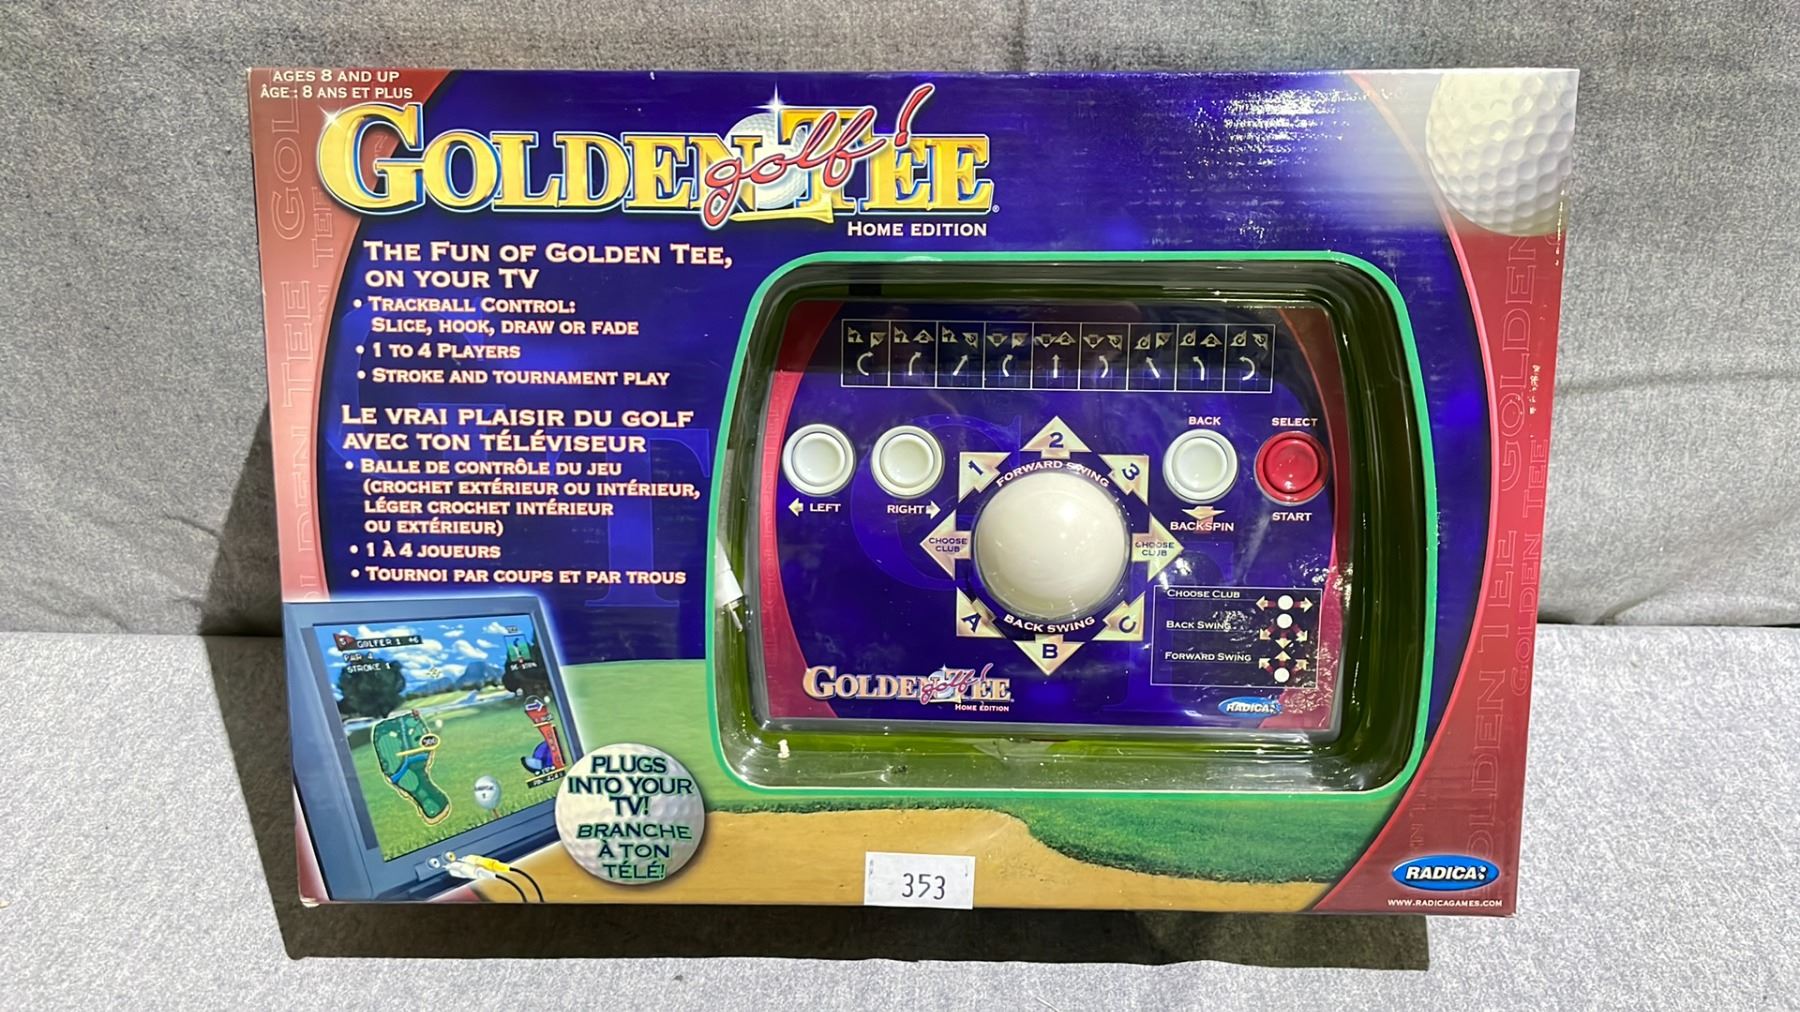 AGES 8 AND UP
ÂGE : 8 ANS ET PLUS
GOLDEN TEE
golf!
HOME EDITION
THE FUN OF GOLDEN TEE,
ON YOUR TV
• TRACKBALL CONTROL:
SLICE, HOOK, DRAW OR FADE
• 1 TO 4 PLAYERS
• STROKE AND TOURNAMENT PLAY
LE VRAI PLAISIR DU GOLF
AVEC TON TÉLÉVISEUR
• BALLE DE CONTRÔLE DU JEU
(CROCHET EXTÉRIEUR OU INTÉRIEUR,
LÉGER CROCHET INTÉRIEUR
OU EXTÉRIEUR)
• 1 À 4 JOUEURS
• TOURNOI PAR COUPS ET PAR TROUS
GOLFER 1 +6
PAR 4
STROKE 1
PLUGS
INTO YOUR
TV!
BRANCHE
À TON
TÉLÉ!
LEFT
RIGHT
BACK
BACKSPIN
SELECT
START
1
2
3
FORWARD SWING
CHOOSE
CLUB
CHOOSE
CLUB
BACK SWING
A
B
C
CHOOSE CLUB
BACK SWING
FORWARD SWING
GOLDEN TEE
golf!
HOME EDITION
RADICA:
353
RADICA:
WWW.RADICAGAMES.COM